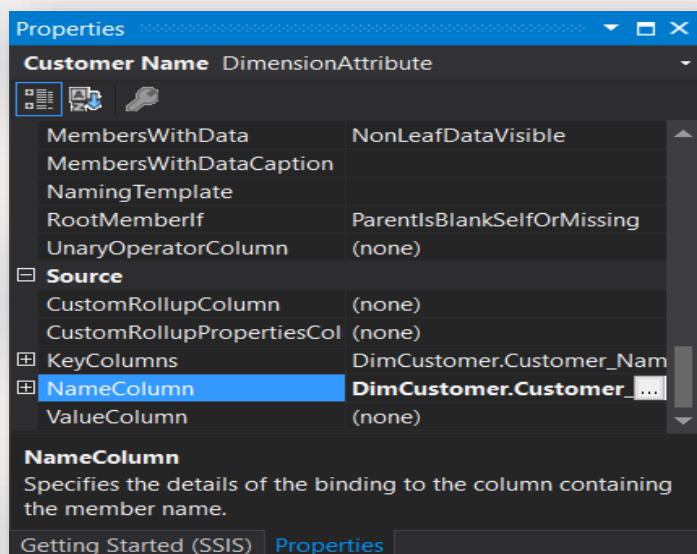 Properties
Customer Name DimensionAttribute
MembersWithData NonLeafDataVisible
MembersWithDataCaption
NamingTemplate
RootMemberIf ParentIsBlankSelfOrMissing
UnaryOperatorColumn (none)
Source
CustomRollupColumn (none)
CustomRollupPropertiesCol (none)
KeyColumns DimCustomer.Customer_Nam
NameColumn DimCustomer.Customer_ ...
ValueColumn (none)
NameColumn
Specifies the details of the binding to the column containing
the member name.
Getting Started (SSIS) Properties